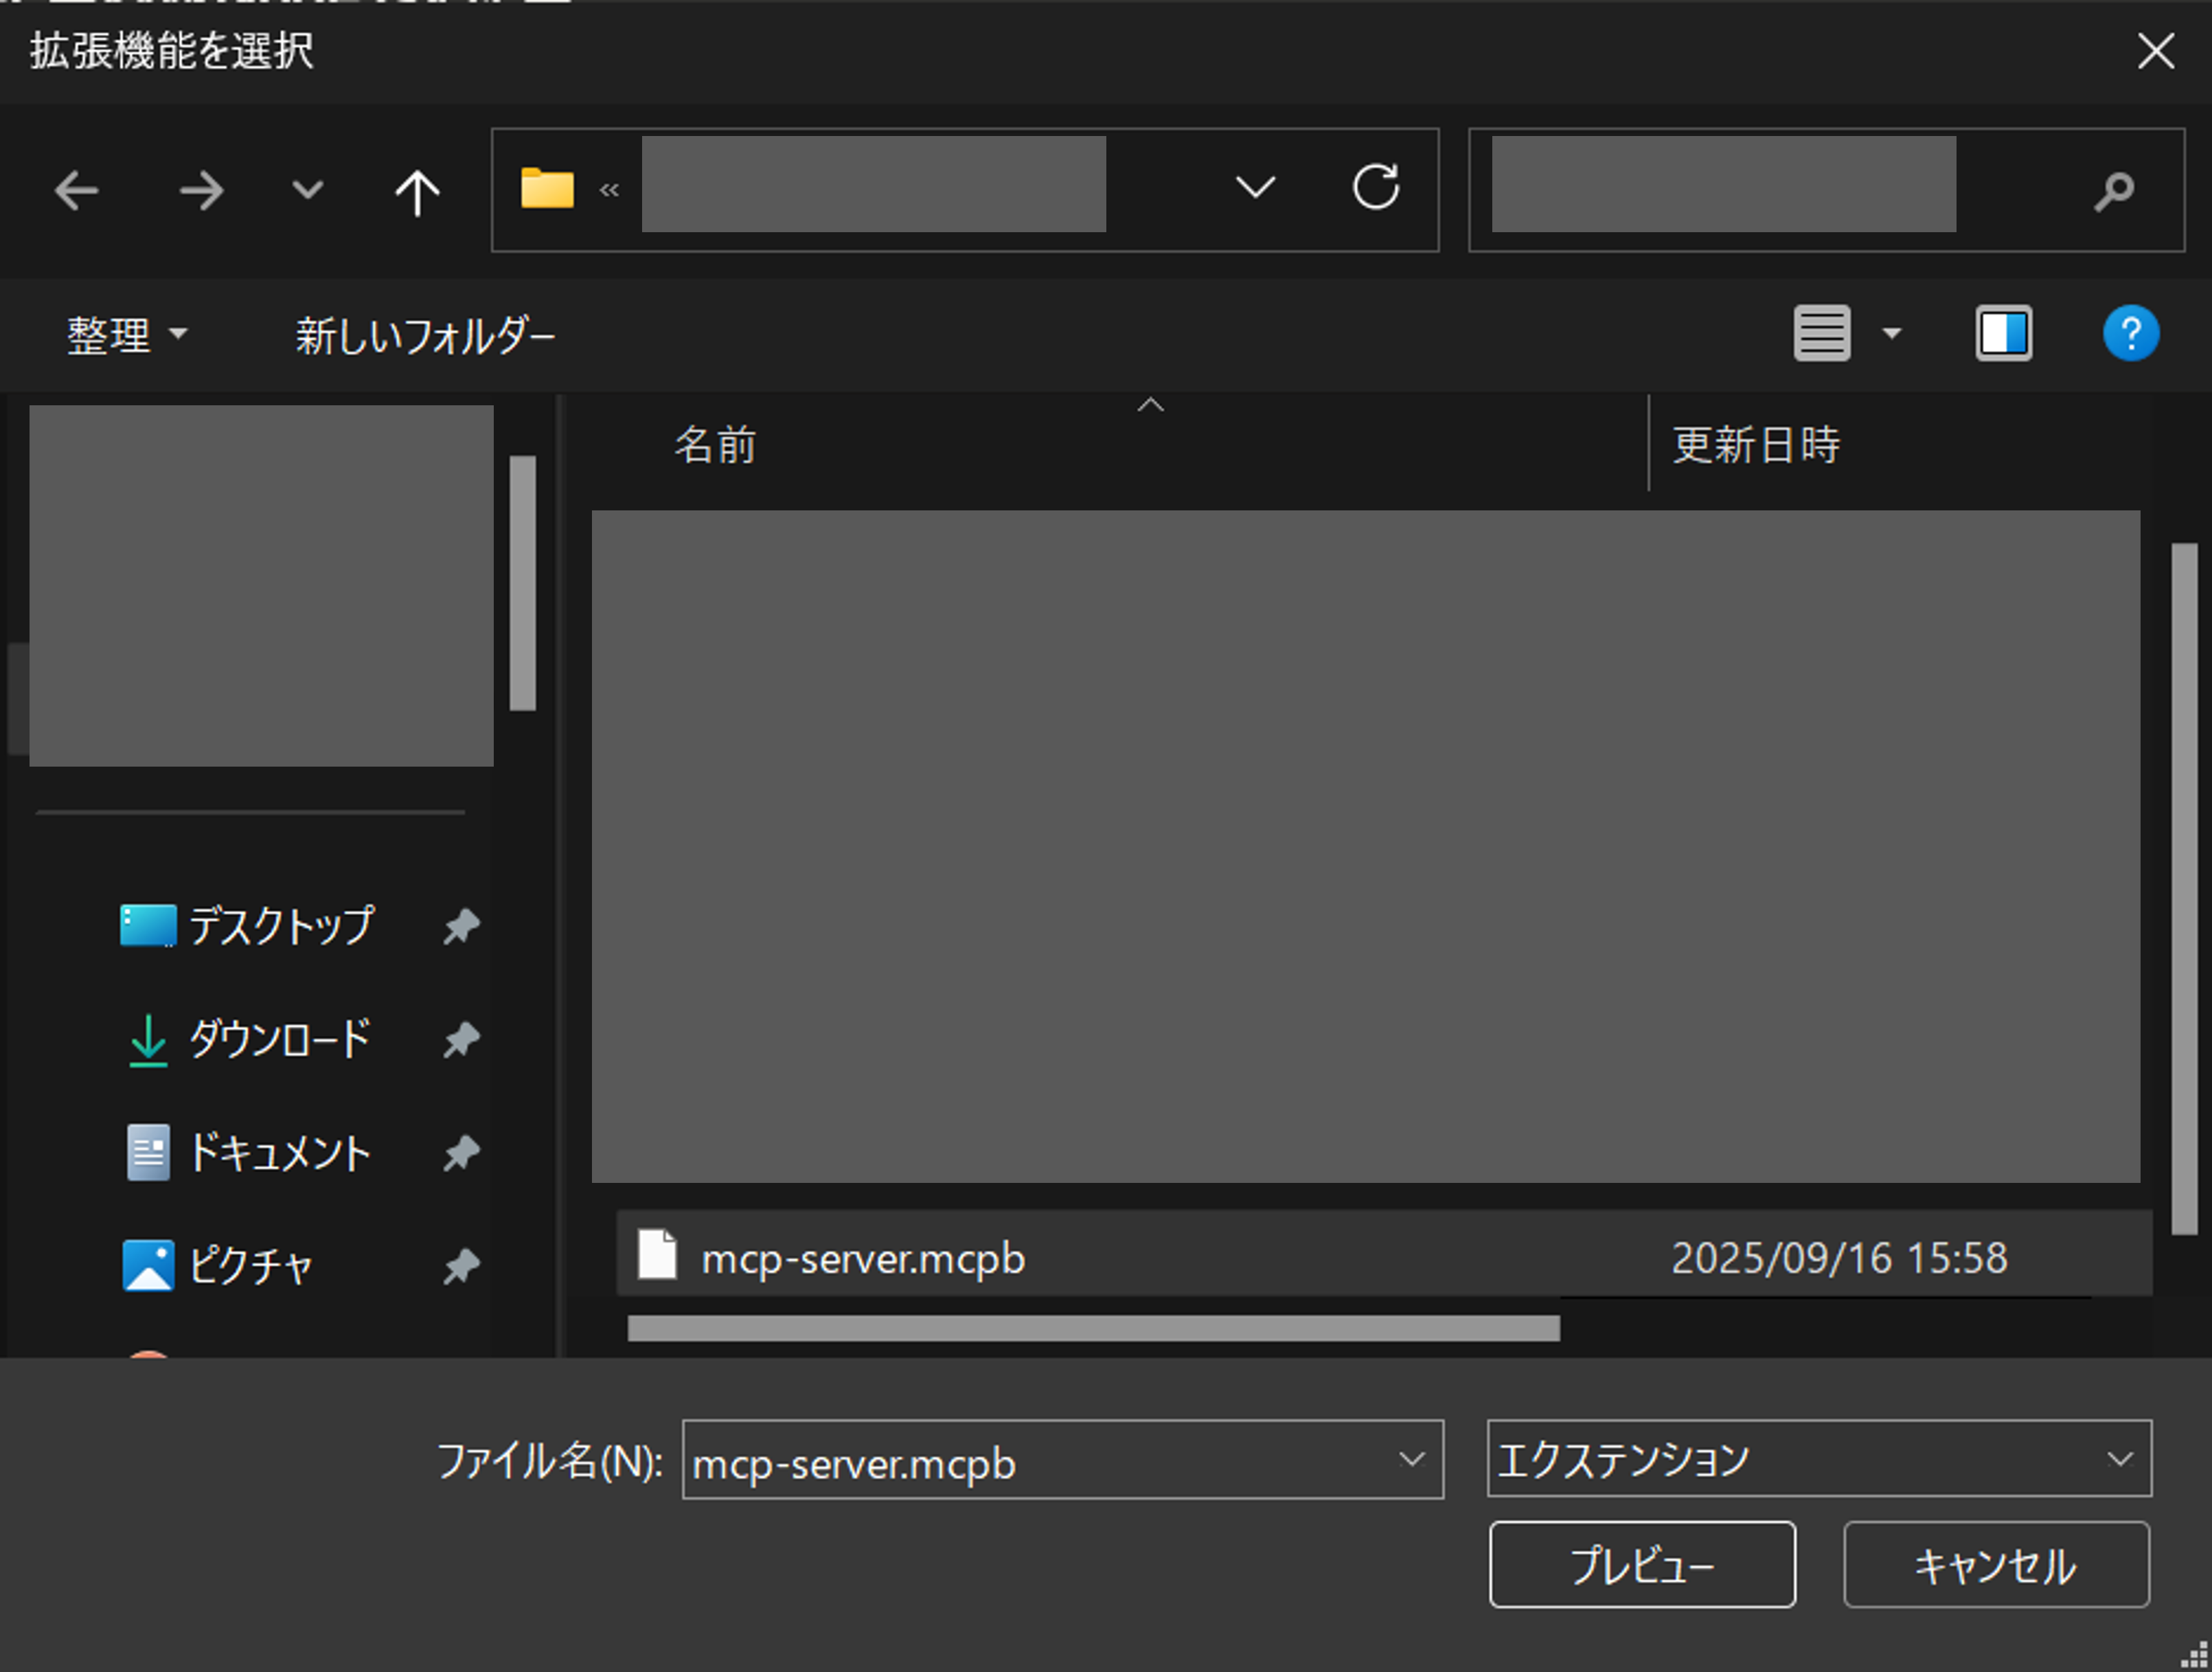 拡張機能を選択
«
整理
新しいフォルダー
?
名前
更新日時
デスクトップ
ダウンロード
ドキュメント
ピクチャ
mcp-server.mcpb
2025/09/16 15:58
ファイル名(N):
mcp-server.mcpb
エクステンション
プレビュー
キャンセル